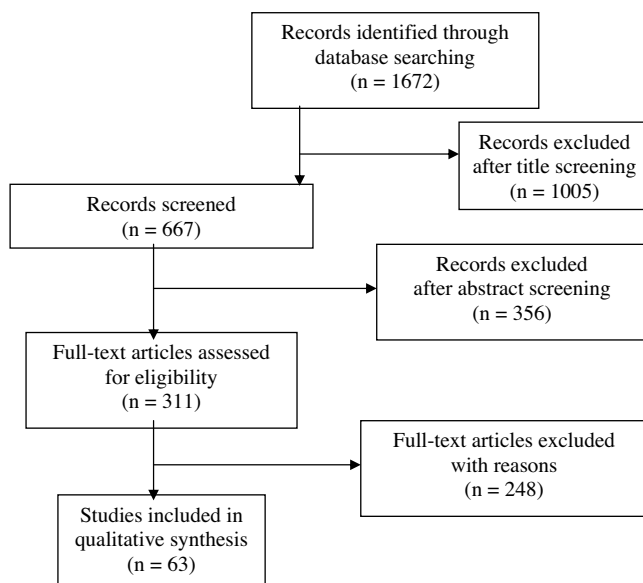 Records identified through
database searching
(n = 1672)
Records excluded
after title screening
(n = 1005)
Records screened
(n = 667)
Records excluded
after abstract screening
(n = 356)
Full-text articles assessed
for eligibility
(n = 311)
Full-text articles excluded
with reasons
(n = 248)
Studies included in
qualitative synthesis
(n = 63)